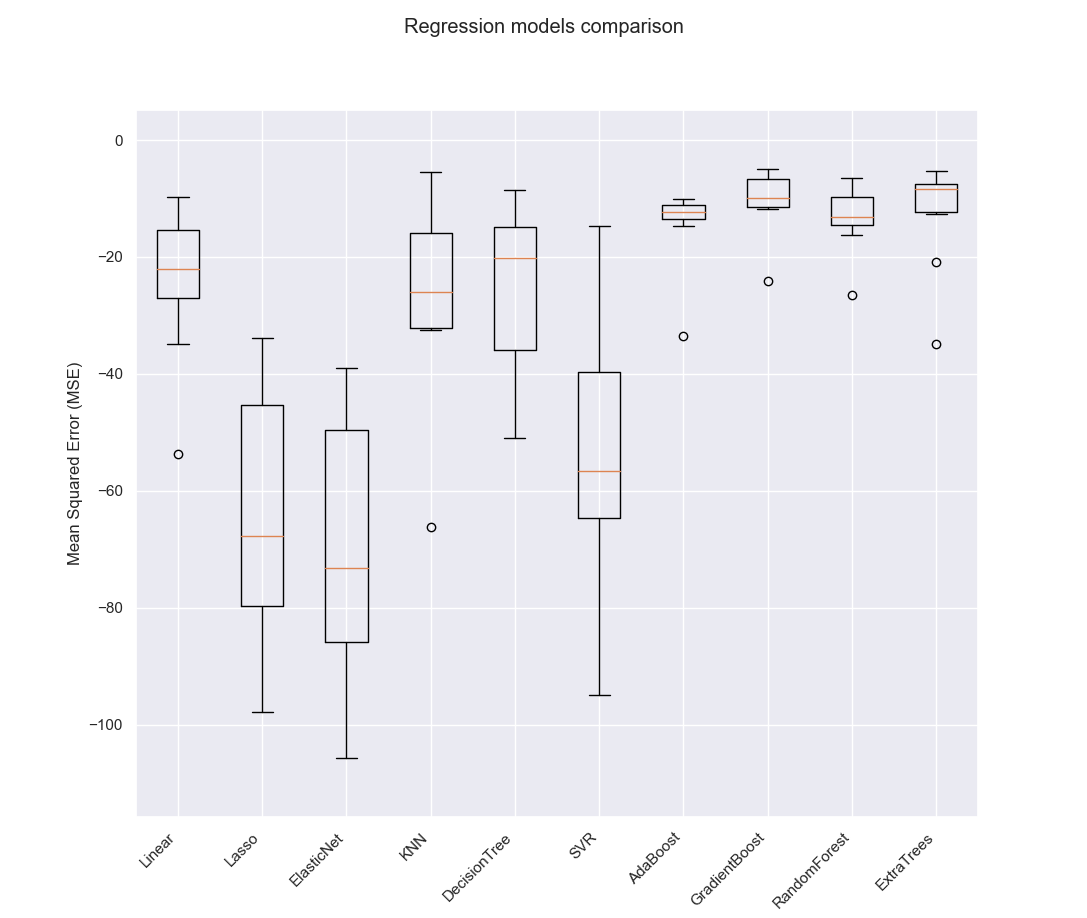 Regression models comparison
Mean Squared Error (MSE)
0
−20
−40
−60
−80
−100
Linear
Lasso
ElasticNet
KNN
DecisionTree
SVR
AdaBoost
GradientBoost
RandomForest
ExtraTrees